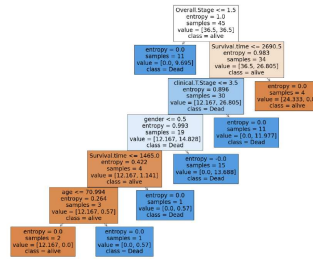 Overall.Stage <= 1.5
entropy = 1.0
samples = 45
value = [36.5, 36.5]
class = alive
entropy = 0.0
samples = 11
value = [0.0, 9.695]
class = Dead
Survival.time <= 2690.5
entropy = 0.983
samples = 34
value = [36.5, 26.805]
class = alive
clinical.T.Stage <= 3.5
entropy = 0.896
samples = 30
value = [12.167, 26.805]
class = Dead
entropy = 0.0
samples = 4
value = [24.333, 0.0]
class = alive
gender <= 0.5
entropy = 0.993
samples = 19
value = [12.167, 14.828]
class = Dead
entropy = 0.0
samples = 11
value = [0.0, 11.977]
class = Dead
Survival.time <= 1465.0
entropy = 0.422
samples = 4
value = [12.167, 1.141]
class = alive
entropy = -0.0
samples = 15
value = [0.0, 13.688]
class = Dead
age <= 70.994
entropy = 0.264
samples = 3
value = [12.167, 0.57]
class = alive
entropy = 0.0
samples = 1
value = [0.0, 0.57]
class = Dead
entropy = 0.0
samples = 2
value = [12.167, 0.0]
class = alive
entropy = 0.0
samples = 1
value = [0.0, 0.57]
class = Dead